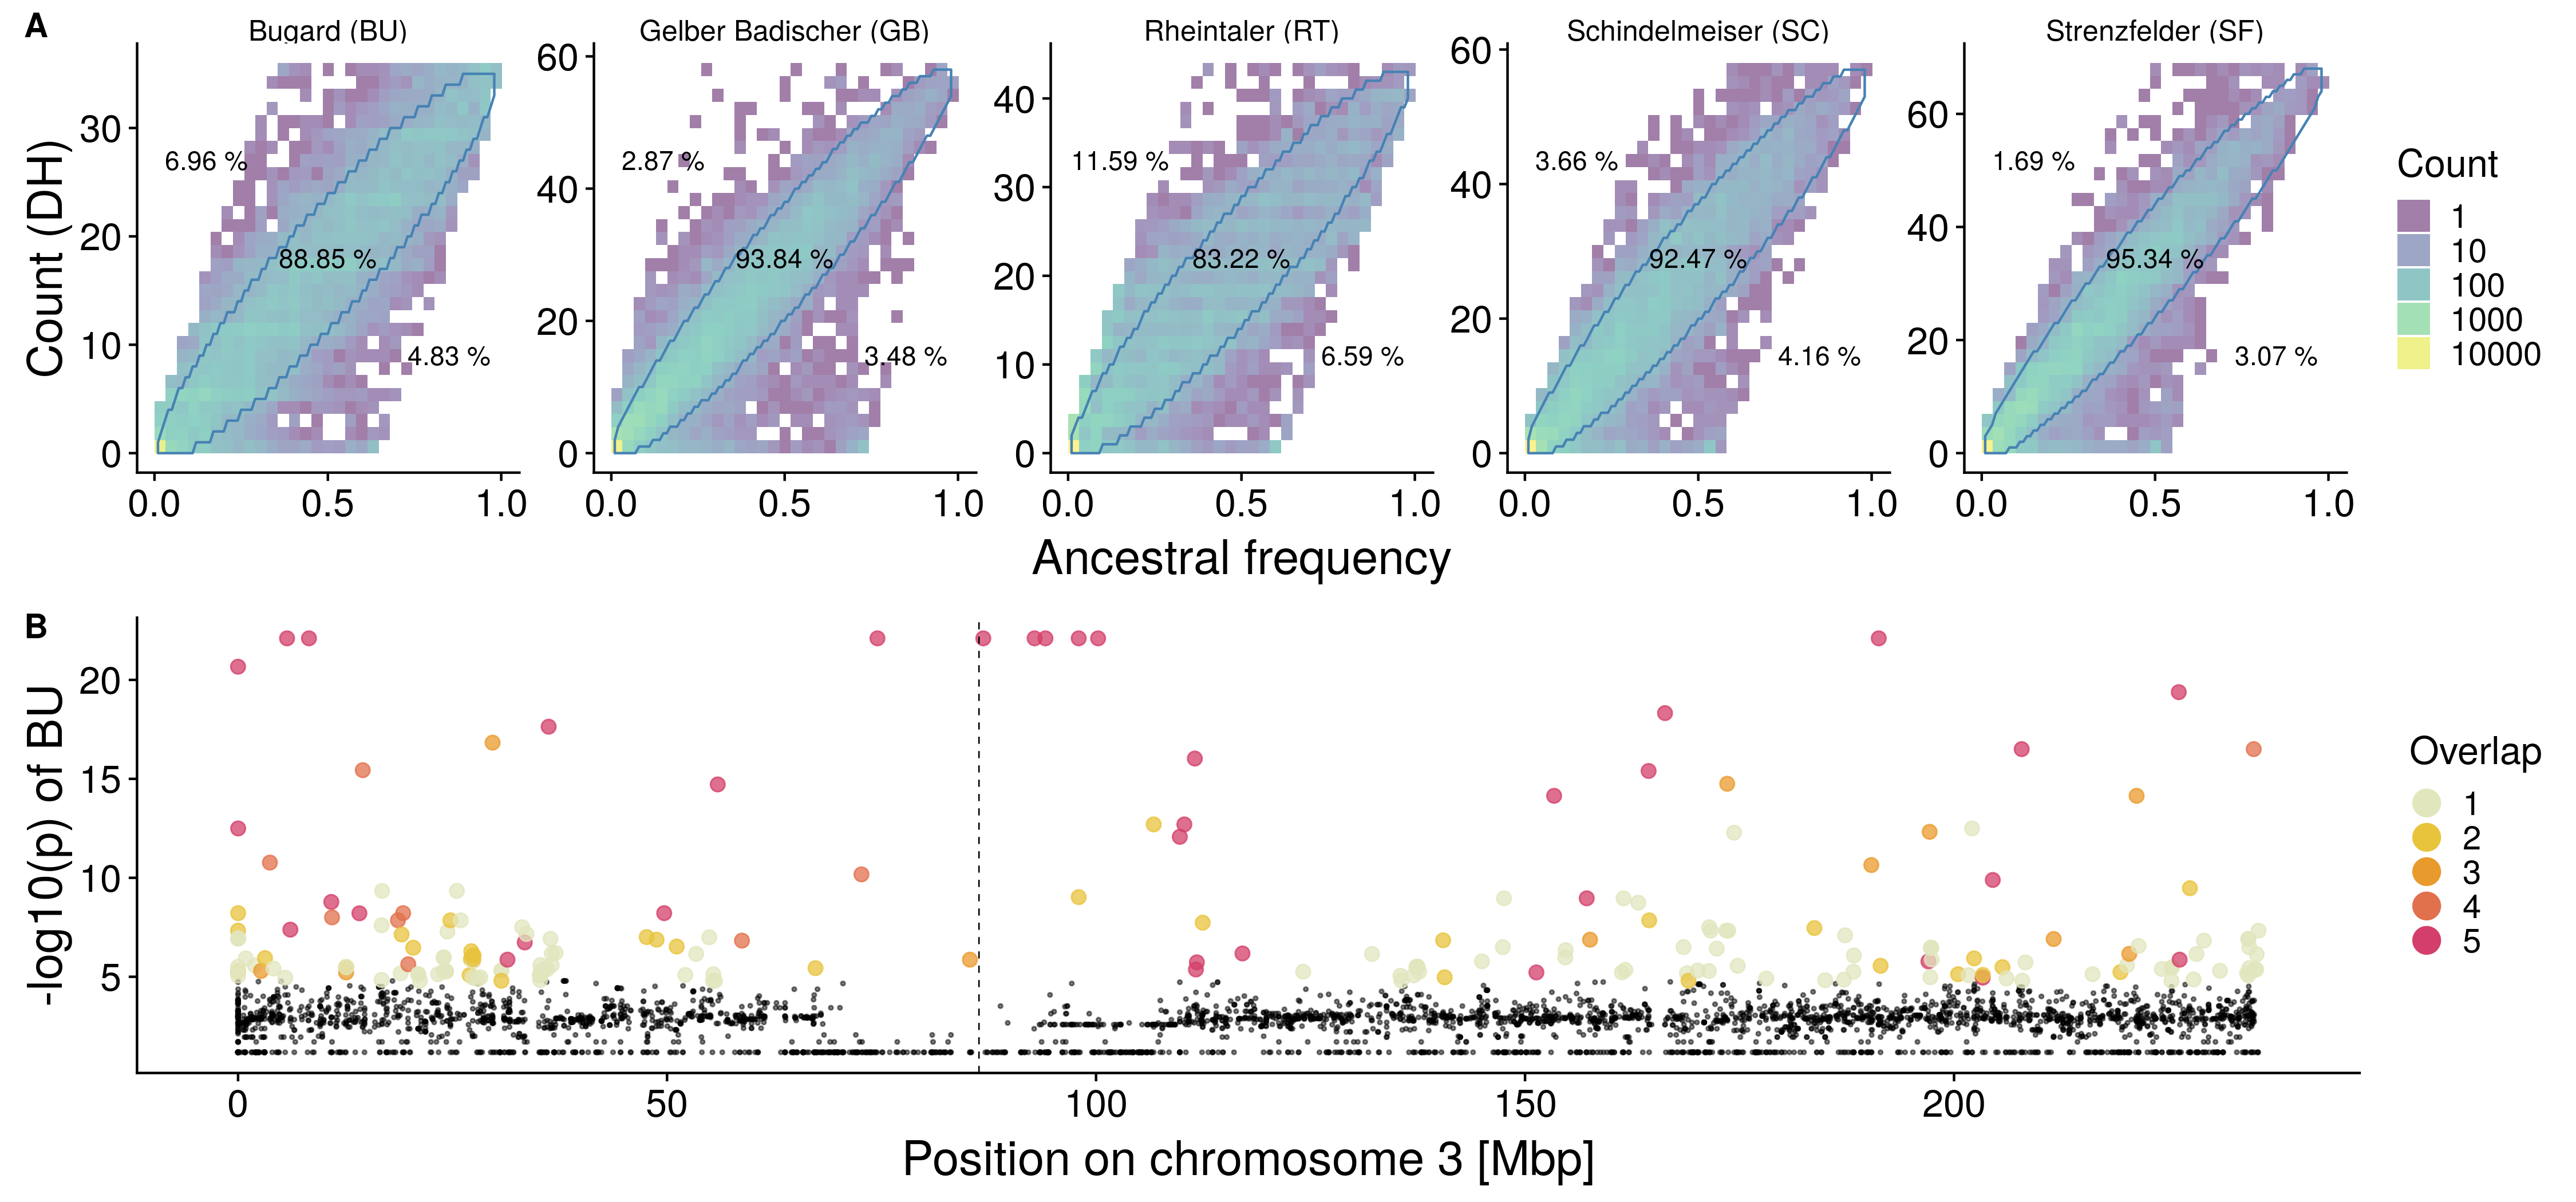 A
Bugard (BU)
Gelber Badischer (GB)
Rheintaler (RT)
Schindelmeiser (SC)
Strenzfelder (SF)
Count (DH)
30
20
10
0
6.96 %
88.85 %
4.83 %
0.0 0.5 1.0
60
40
20
0
2.87 %
93.84 %
3.48 %
0.0 0.5 1.0
40
30
20
10
0
11.59 %
83.22 %
6.59 %
0.0 0.5 1.0
60
40
20
0
3.66 %
92.47 %
4.16 %
0.0 0.5 1.0
60
40
20
0
1.69 %
95.34 %
3.07 %
0.0 0.5 1.0
Ancestral frequency
Count
1
10
100
1000
10000
B
-log10(p) of BU
20
15
10
5
0 50 100 150 200
Position on chromosome 3 [Mbp]
Overlap
1
2
3
4
5